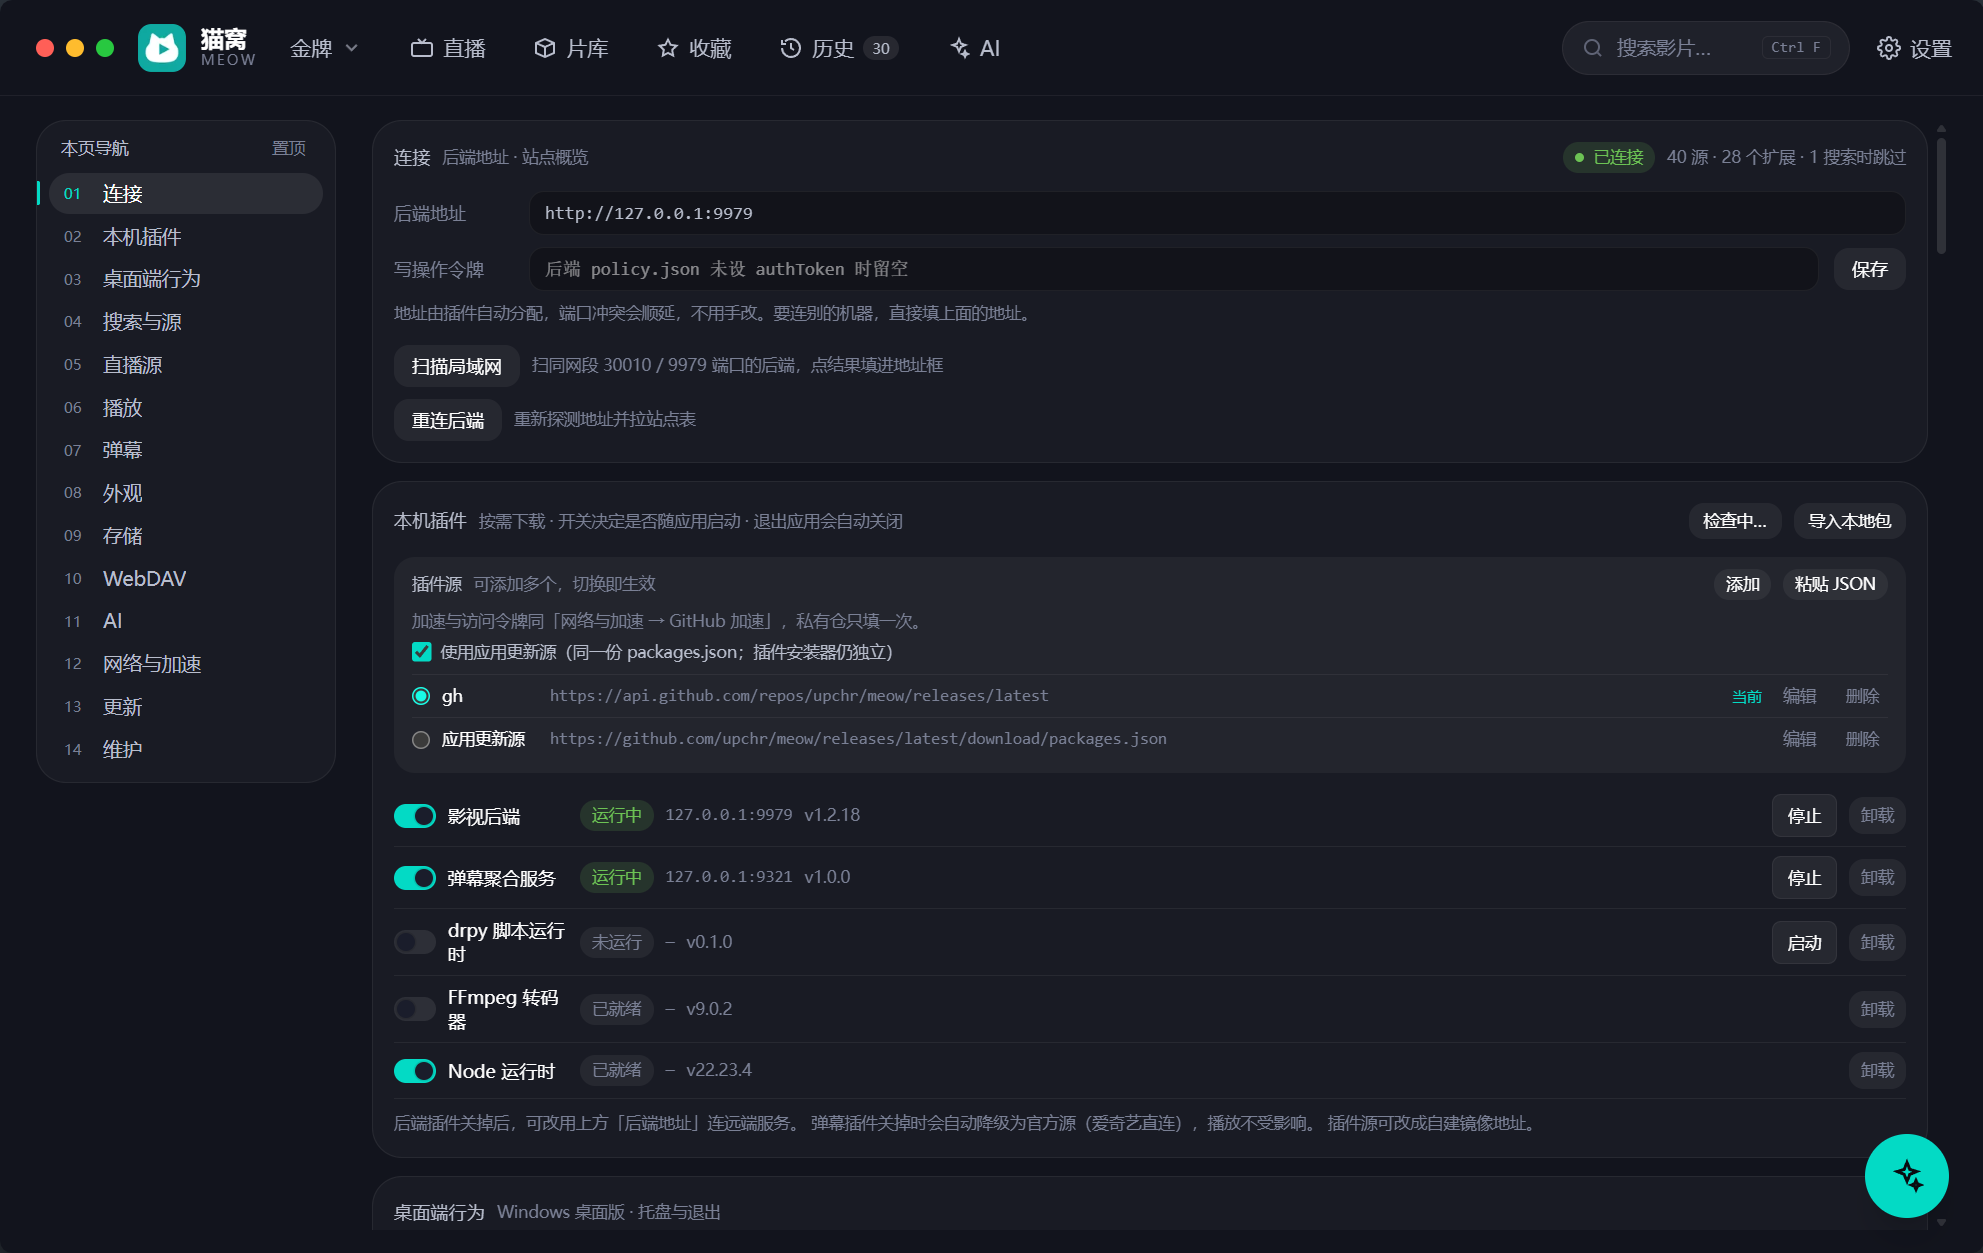 猫窝
MEOW
金牌
直播
片库
收藏
历史 30
AI
搜索影片... Ctrl F
设置
本页导航 置顶
01 连接
02 本机插件
03 桌面端行为
04 搜索与源
05 直播源
06 播放
07 弹幕
08 外观
09 存储
10 WebDAV
11 AI
12 网络与加速
13 更新
14 维护
连接 后端地址 · 站点概览 已连接 40 源 · 28 个扩展 · 1 搜索时跳过
后端地址 http://127.0.0.1:9979
写操作令牌 后端 policy.json 未设 authToken 时留空 保存
地址由插件自动分配，端口冲突会顺延，不用手改。要连别的机器，直接填上面的地址。
扫描局域网 扫同网段 30010 / 9979 端口的后端，点结果填进地址框
重连后端 重新探测地址并拉站点表
本机插件 按需下载 · 开关决定是否随应用启动 · 退出应用会自动关闭 检查中... 导入本地包
插件源 可添加多个，切换即生效 添加 粘贴 JSON
加速与访问令牌同「网络与加速 → GitHub 加速」，私有仓只填一次。
使用应用更新源（同一份 packages.json；插件安装器仍独立）
gh https://api.github.com/repos/upchr/meow/releases/latest 当前 编辑 删除
应用更新源 https://github.com/upchr/meow/releases/latest/download/packages.json 编辑 删除
影视后端 运行中 127.0.0.1:9979 v1.2.18 停止 卸载
弹幕聚合服务 运行中 127.0.0.1:9321 v1.0.0 停止 卸载
drpy 脚本运行
时 未运行 – v0.1.0 启动 卸载
FFmpeg 转码
器 已就绪 – v9.0.2 卸载
Node 运行时 已就绪 – v22.23.4 卸载
后端插件关掉后，可改用上方「后端地址」连远端服务。 弹幕插件关掉时会自动降级为官方源（爱奇艺直连），播放不受影响。 插件源可改成自建镜像地址。
桌面端行为 Windows 桌面版 · 托盘与退出